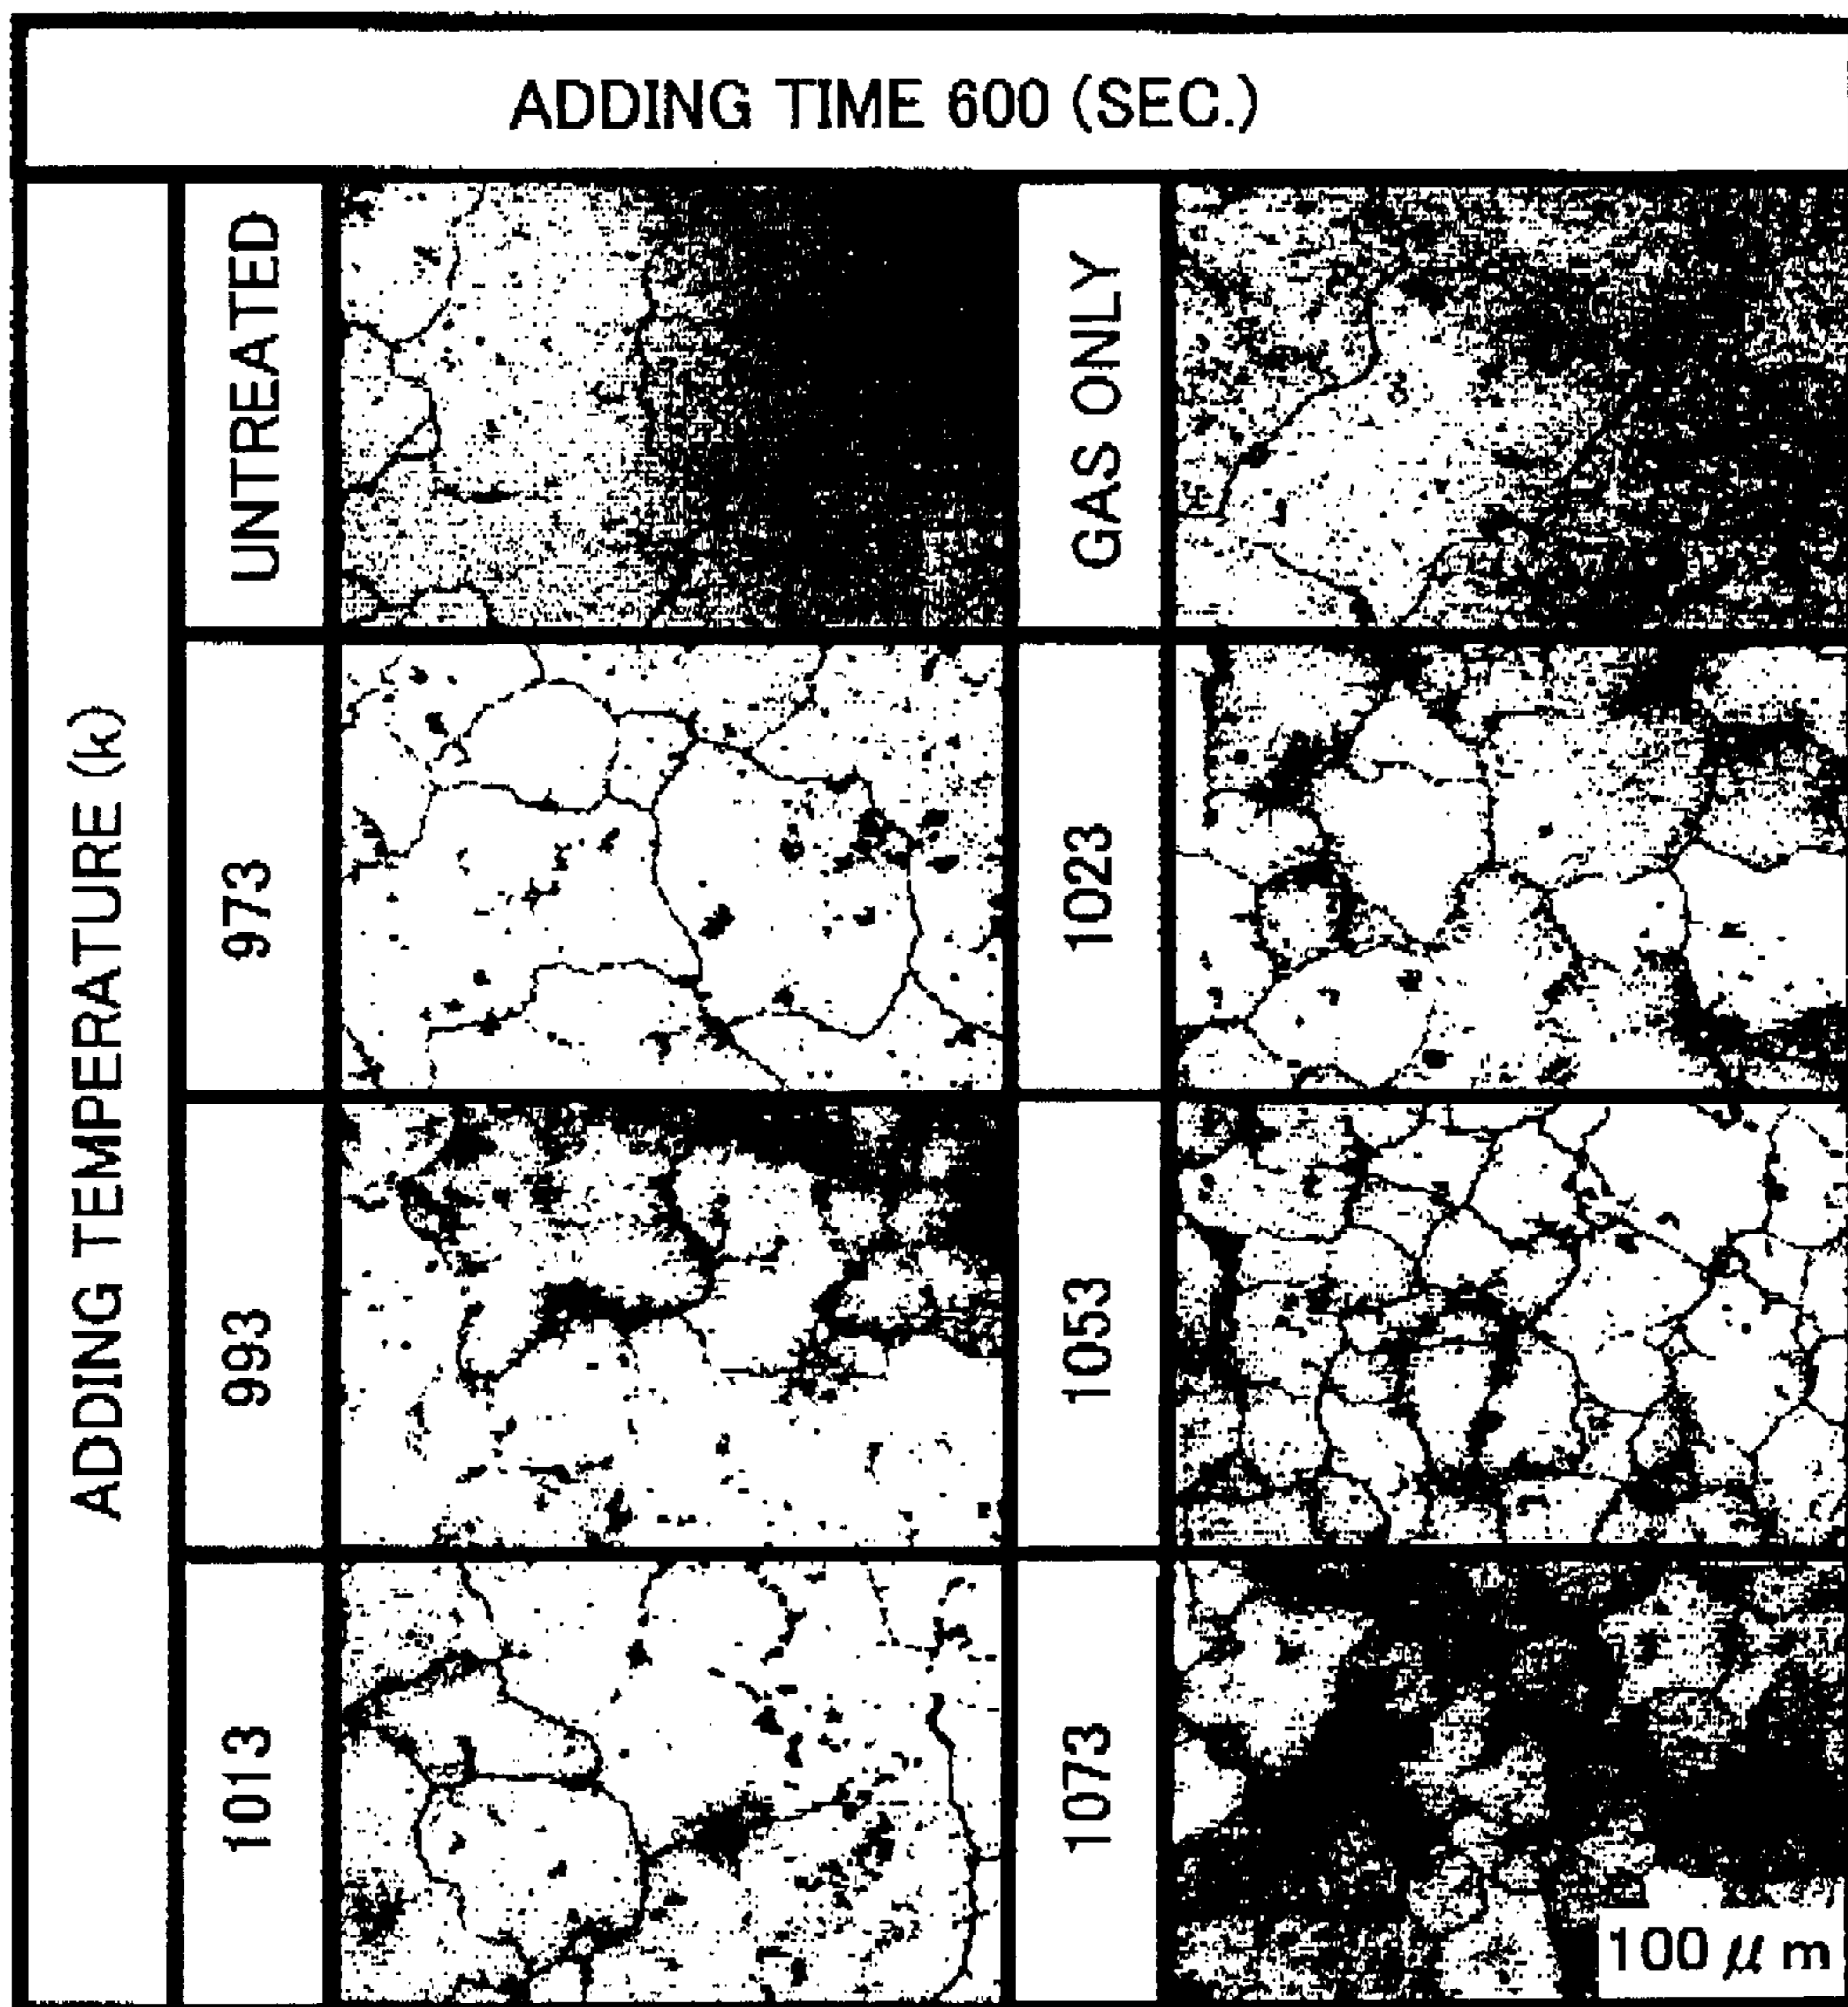 ADDING TIME 600 (SEC.)
ADDING TEMPERATURE (k)
UNTREATED
GAS ONLY
973
1023
993
1053
1013
1073
100 μ m